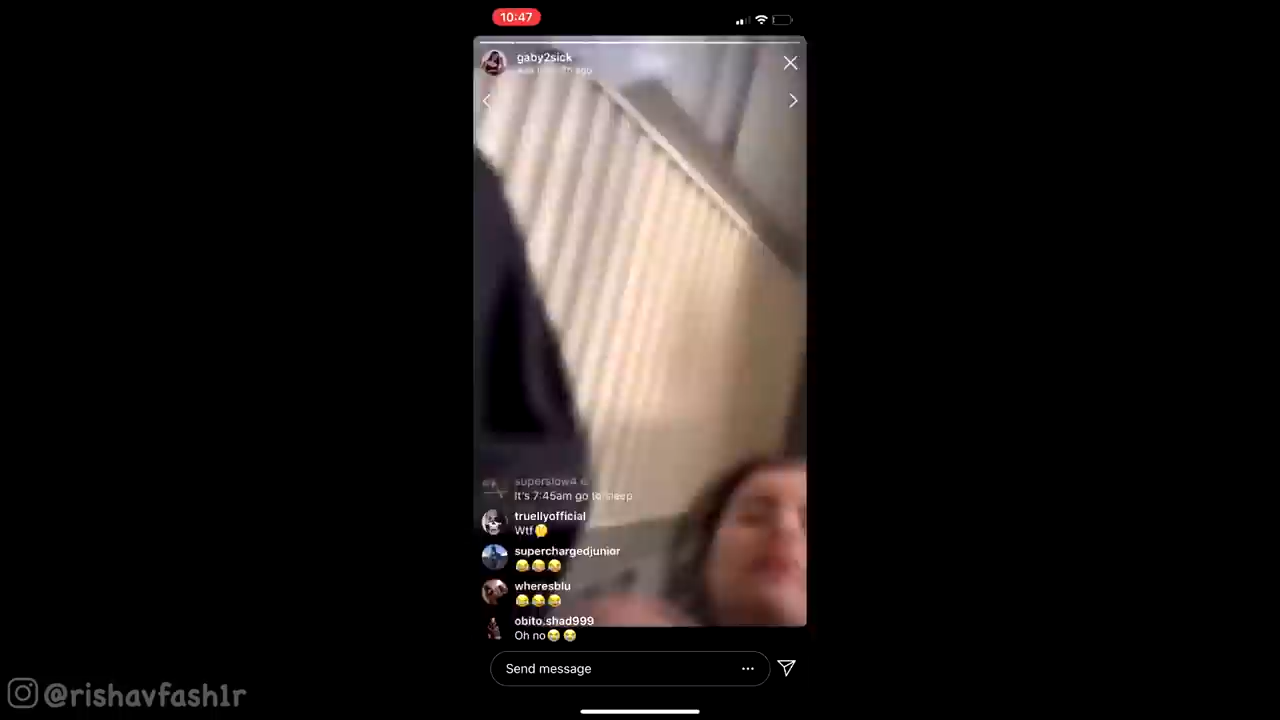 10:47
gaby2sick
ago
superslow4
It's 7:45am go to sleep
truellyofficial
Wtf🤔
superchargedjunior
😂😂😂
wheresblu
😂😂😂
obito.shad999
Oh no😂😂
Send message
@rishavfash1r